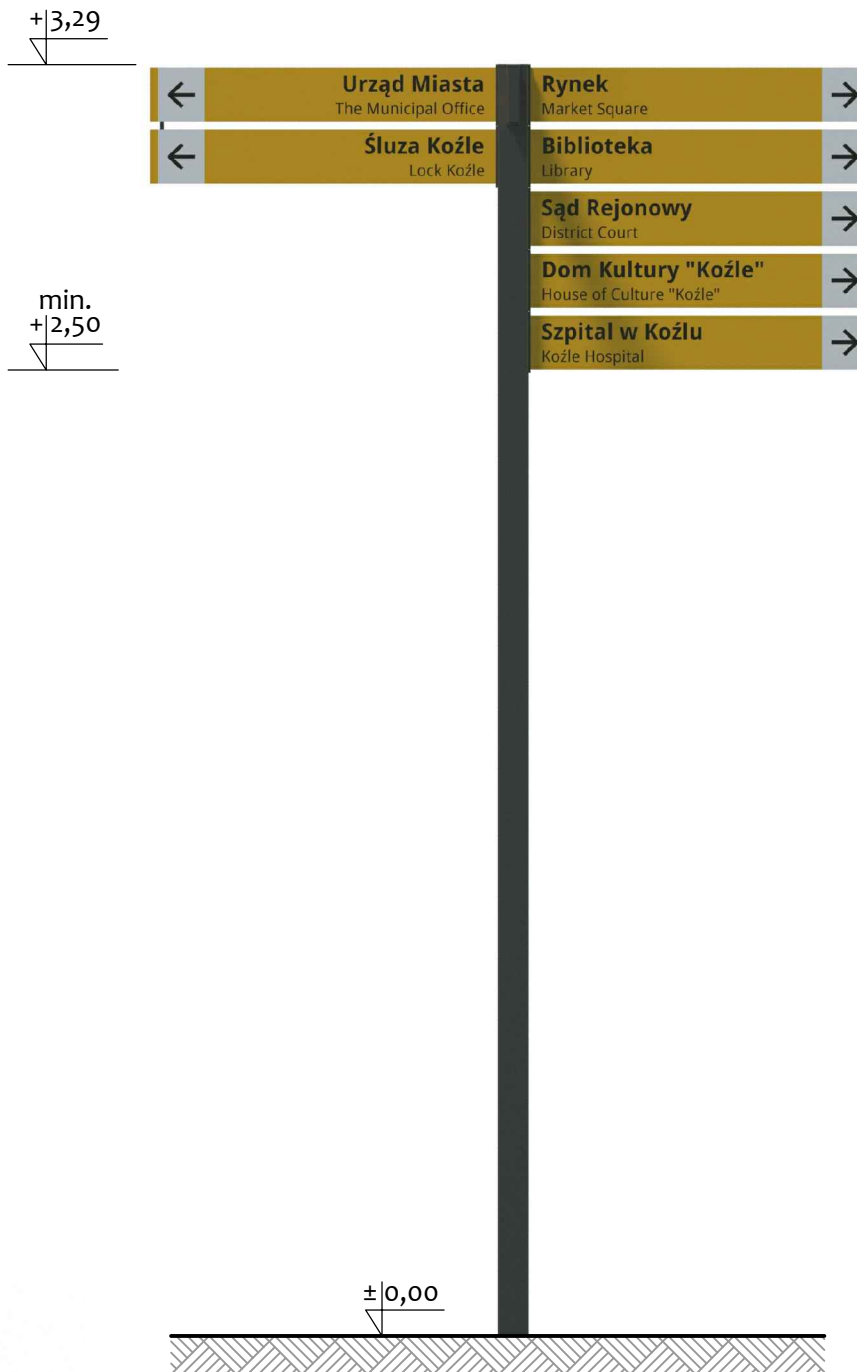 +3,29
← Urząd Miasta
The Municipal Office
← Śluza Koźle
Lock Koźle
Rynek →
Market Square
Biblioteka →
Library
Sąd Rejonowy →
District Court
Dom Kultury "Koźle" →
House of Culture "Koźle"
Szpital w Koźlu →
Koźle Hospital
min.
+2,50
±0,00